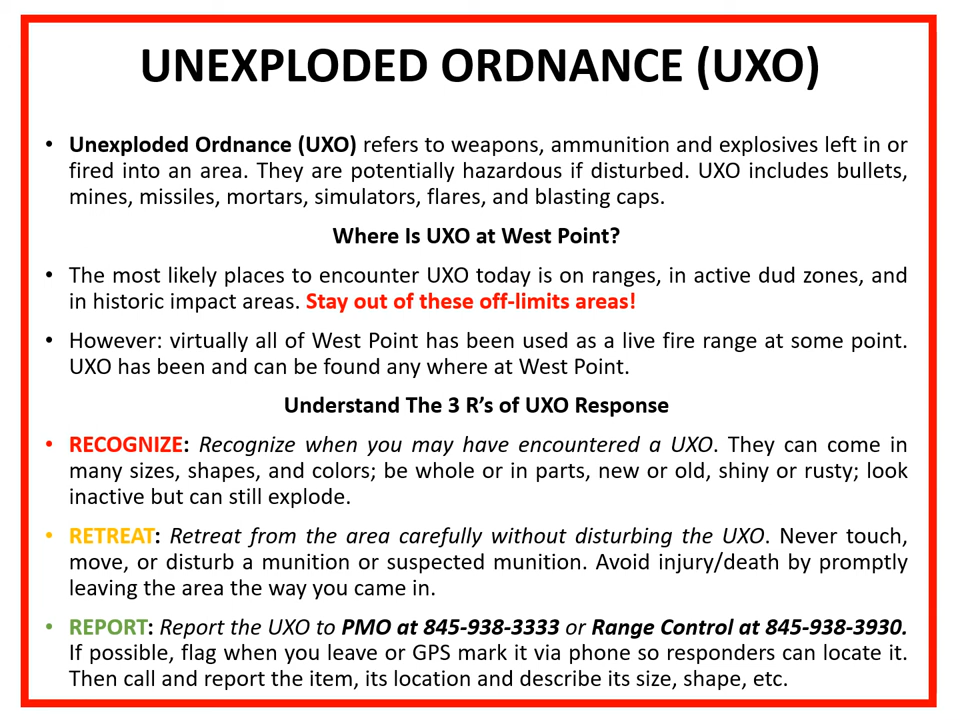 UNEXPLODED ORDNANCE (UXO)
• Unexploded Ordnance (UXO) refers to weapons, ammunition and explosives left in or
fired into an area. They are potentially hazardous if disturbed. UXO includes bullets,
mines, missiles, mortars, simulators, flares, and blasting caps.
Where Is UXO at West Point?
• The most likely places to encounter UXO today is on ranges, in active dud zones, and
in historic impact areas. Stay out of these off-limits areas!
• However: virtually all of West Point has been used as a live fire range at some point.
UXO has been and can be found any where at West Point.
Understand The 3 R’s of UXO Response
• RECOGNIZE: Recognize when you may have encountered a UXO. They can come in
many sizes, shapes, and colors; be whole or in parts, new or old, shiny or rusty; look
inactive but can still explode.
• RETREAT: Retreat from the area carefully without disturbing the UXO. Never touch,
move, or disturb a munition or suspected munition. Avoid injury/death by promptly
leaving the area the way you came in.
• REPORT: Report the UXO to PMO at 845-938-3333 or Range Control at 845-938-3930.
If possible, flag when you leave or GPS mark it via phone so responders can locate it.
Then call and report the item, its location and describe its size, shape, etc.